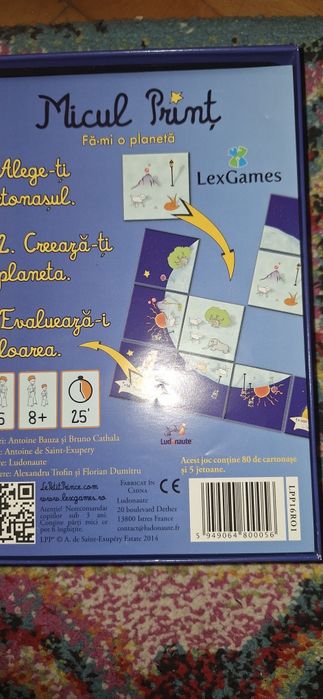 Micul Prinț
Fă-mi o planetă
LexGames
Alege-ți
tonașul.
2. Creează-ți
planeta.
Evaluează-i
loarea.
8+
25'
Ludonaute
ri: Antoine Bauza și Bruno Cathala
e: Antoine de Saint-Exupéry
re: Ludonaute
ere: Alexandru Trofin și Florian Dumitru
Acest joc conține 80 de cartonașe
și 5 jetoane.
LePetitPrince.com
www.lexgames.ro
Atenție! Nerecomandat
copiilor sub 3 ani.
Conține părți mici ce
pot fi înghițite.
LPP® © A. de Saint-Exupéry Estate 2014
Fabricat în
China
CE
Ludonaute
20 boulevard Dethez
13800 Istres France
contact@ludonaute.fr
5 949064 800056
LPP16RO1